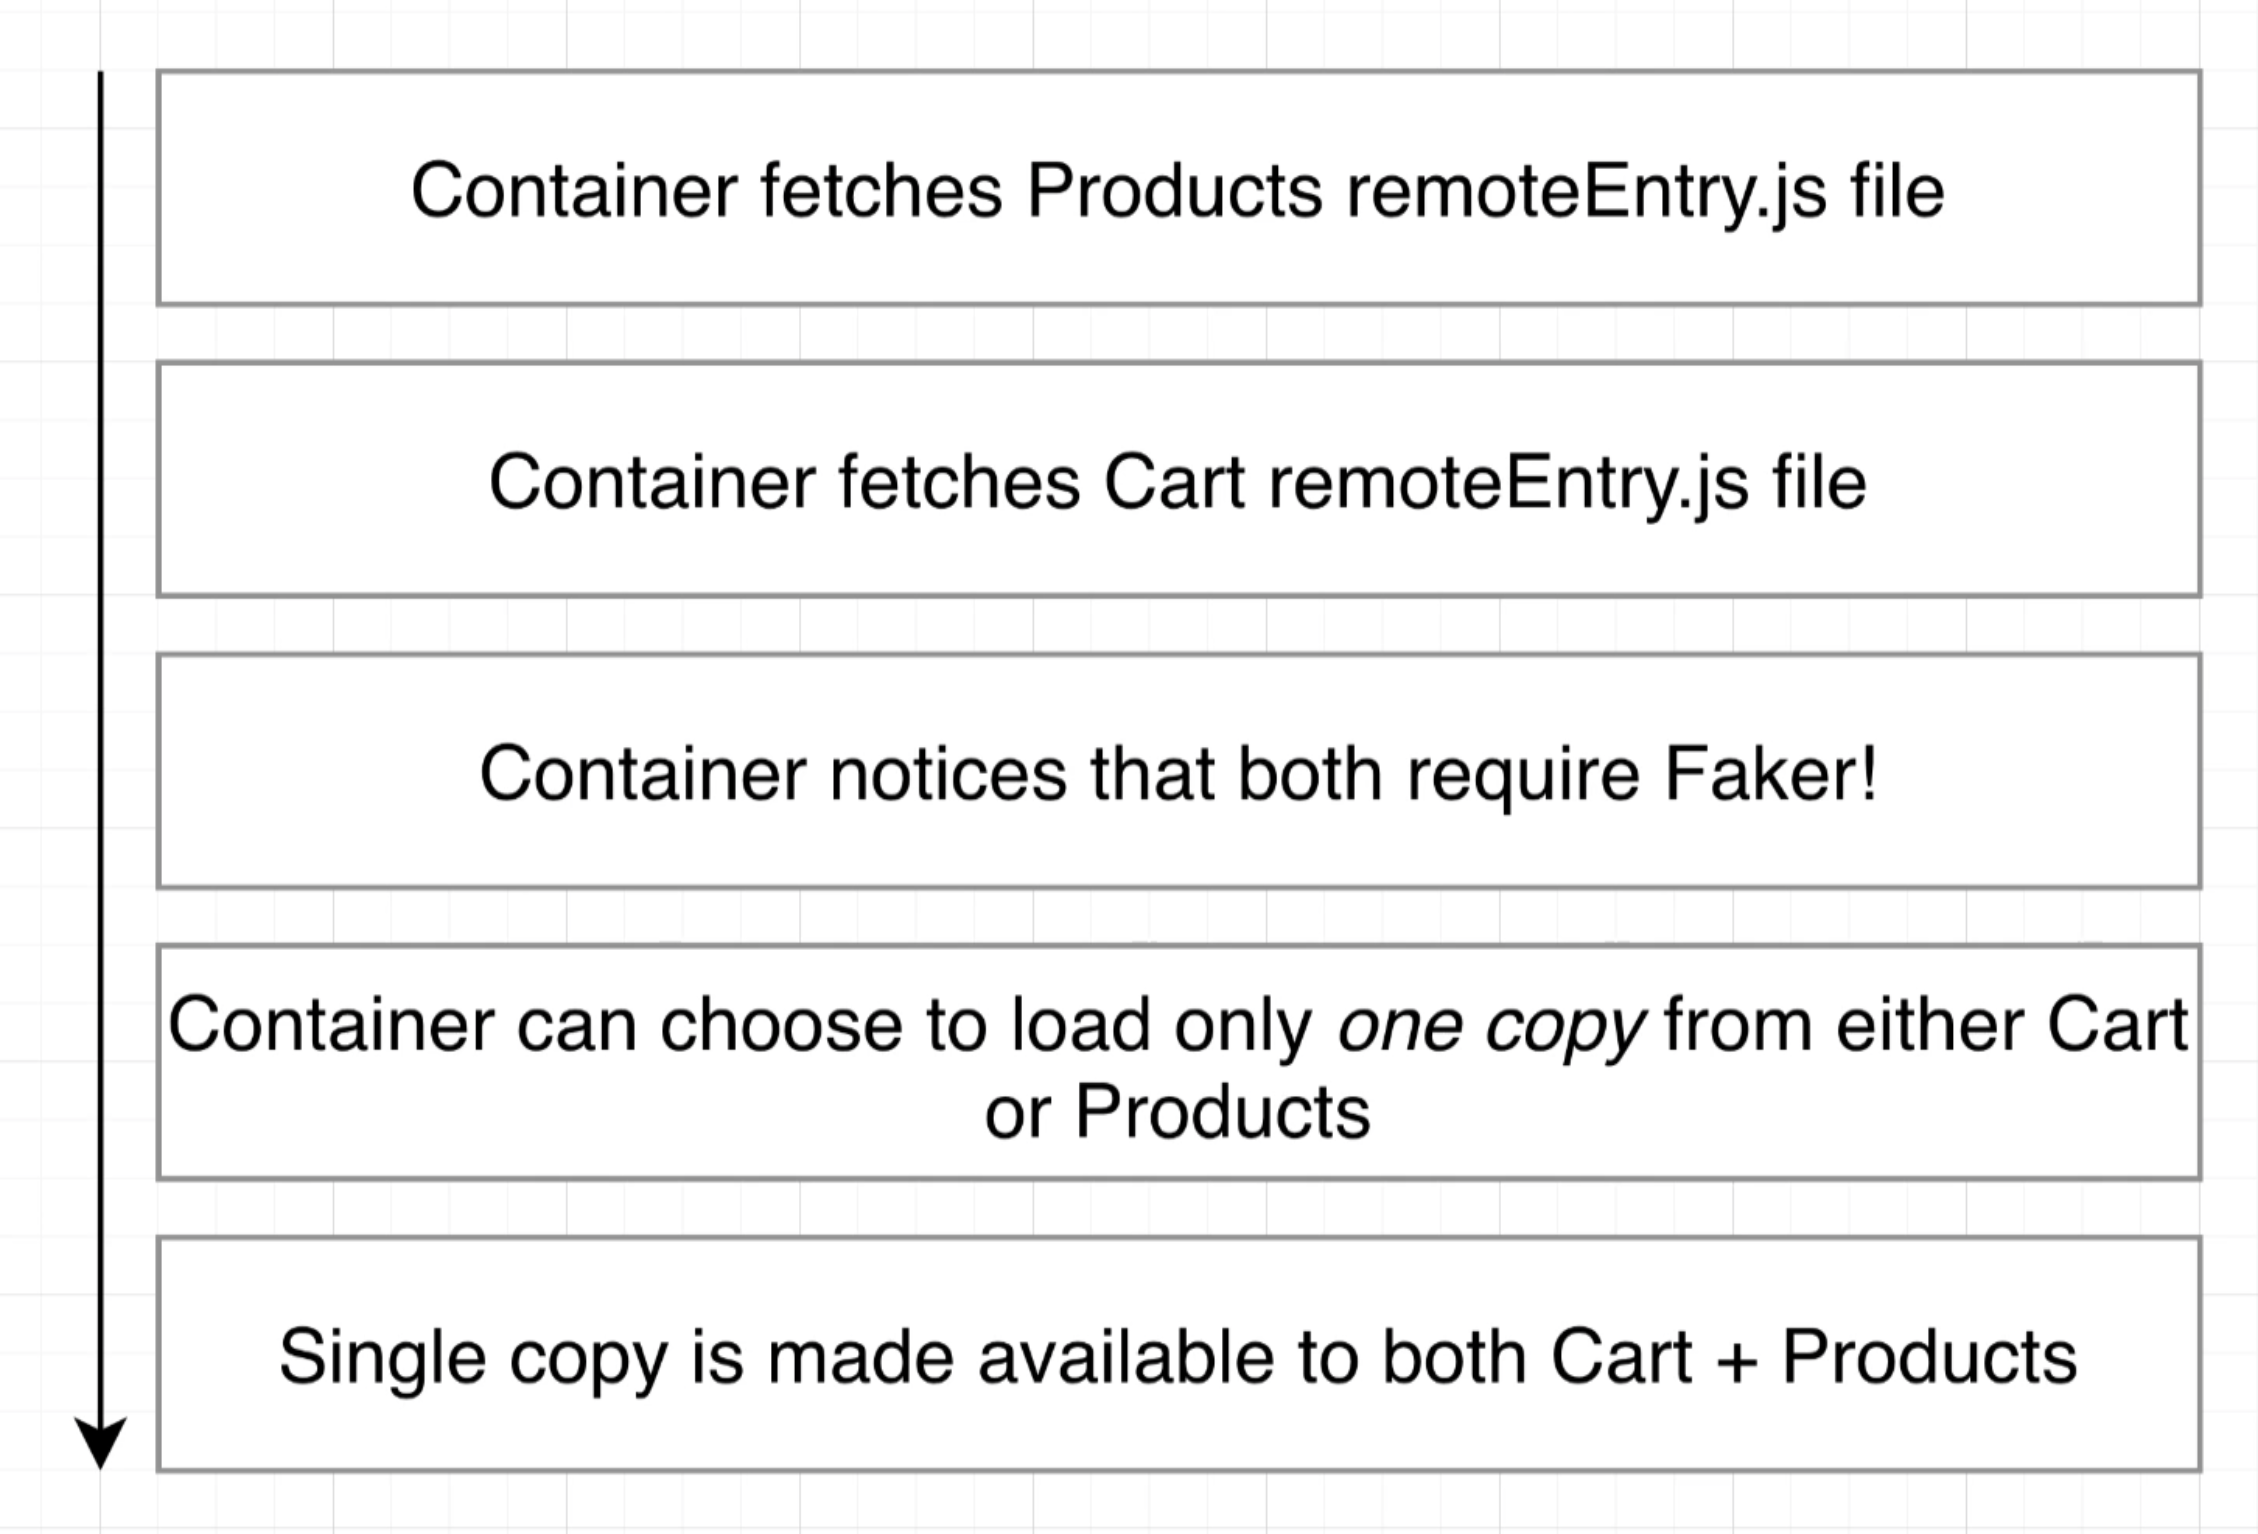 Container fetches Products remoteEntry.js file
Container fetches Cart remoteEntry.js file
Container notices that both require Faker!
Container can choose to load only one copy from either Cart
or Products
Single copy is made available to both Cart + Products